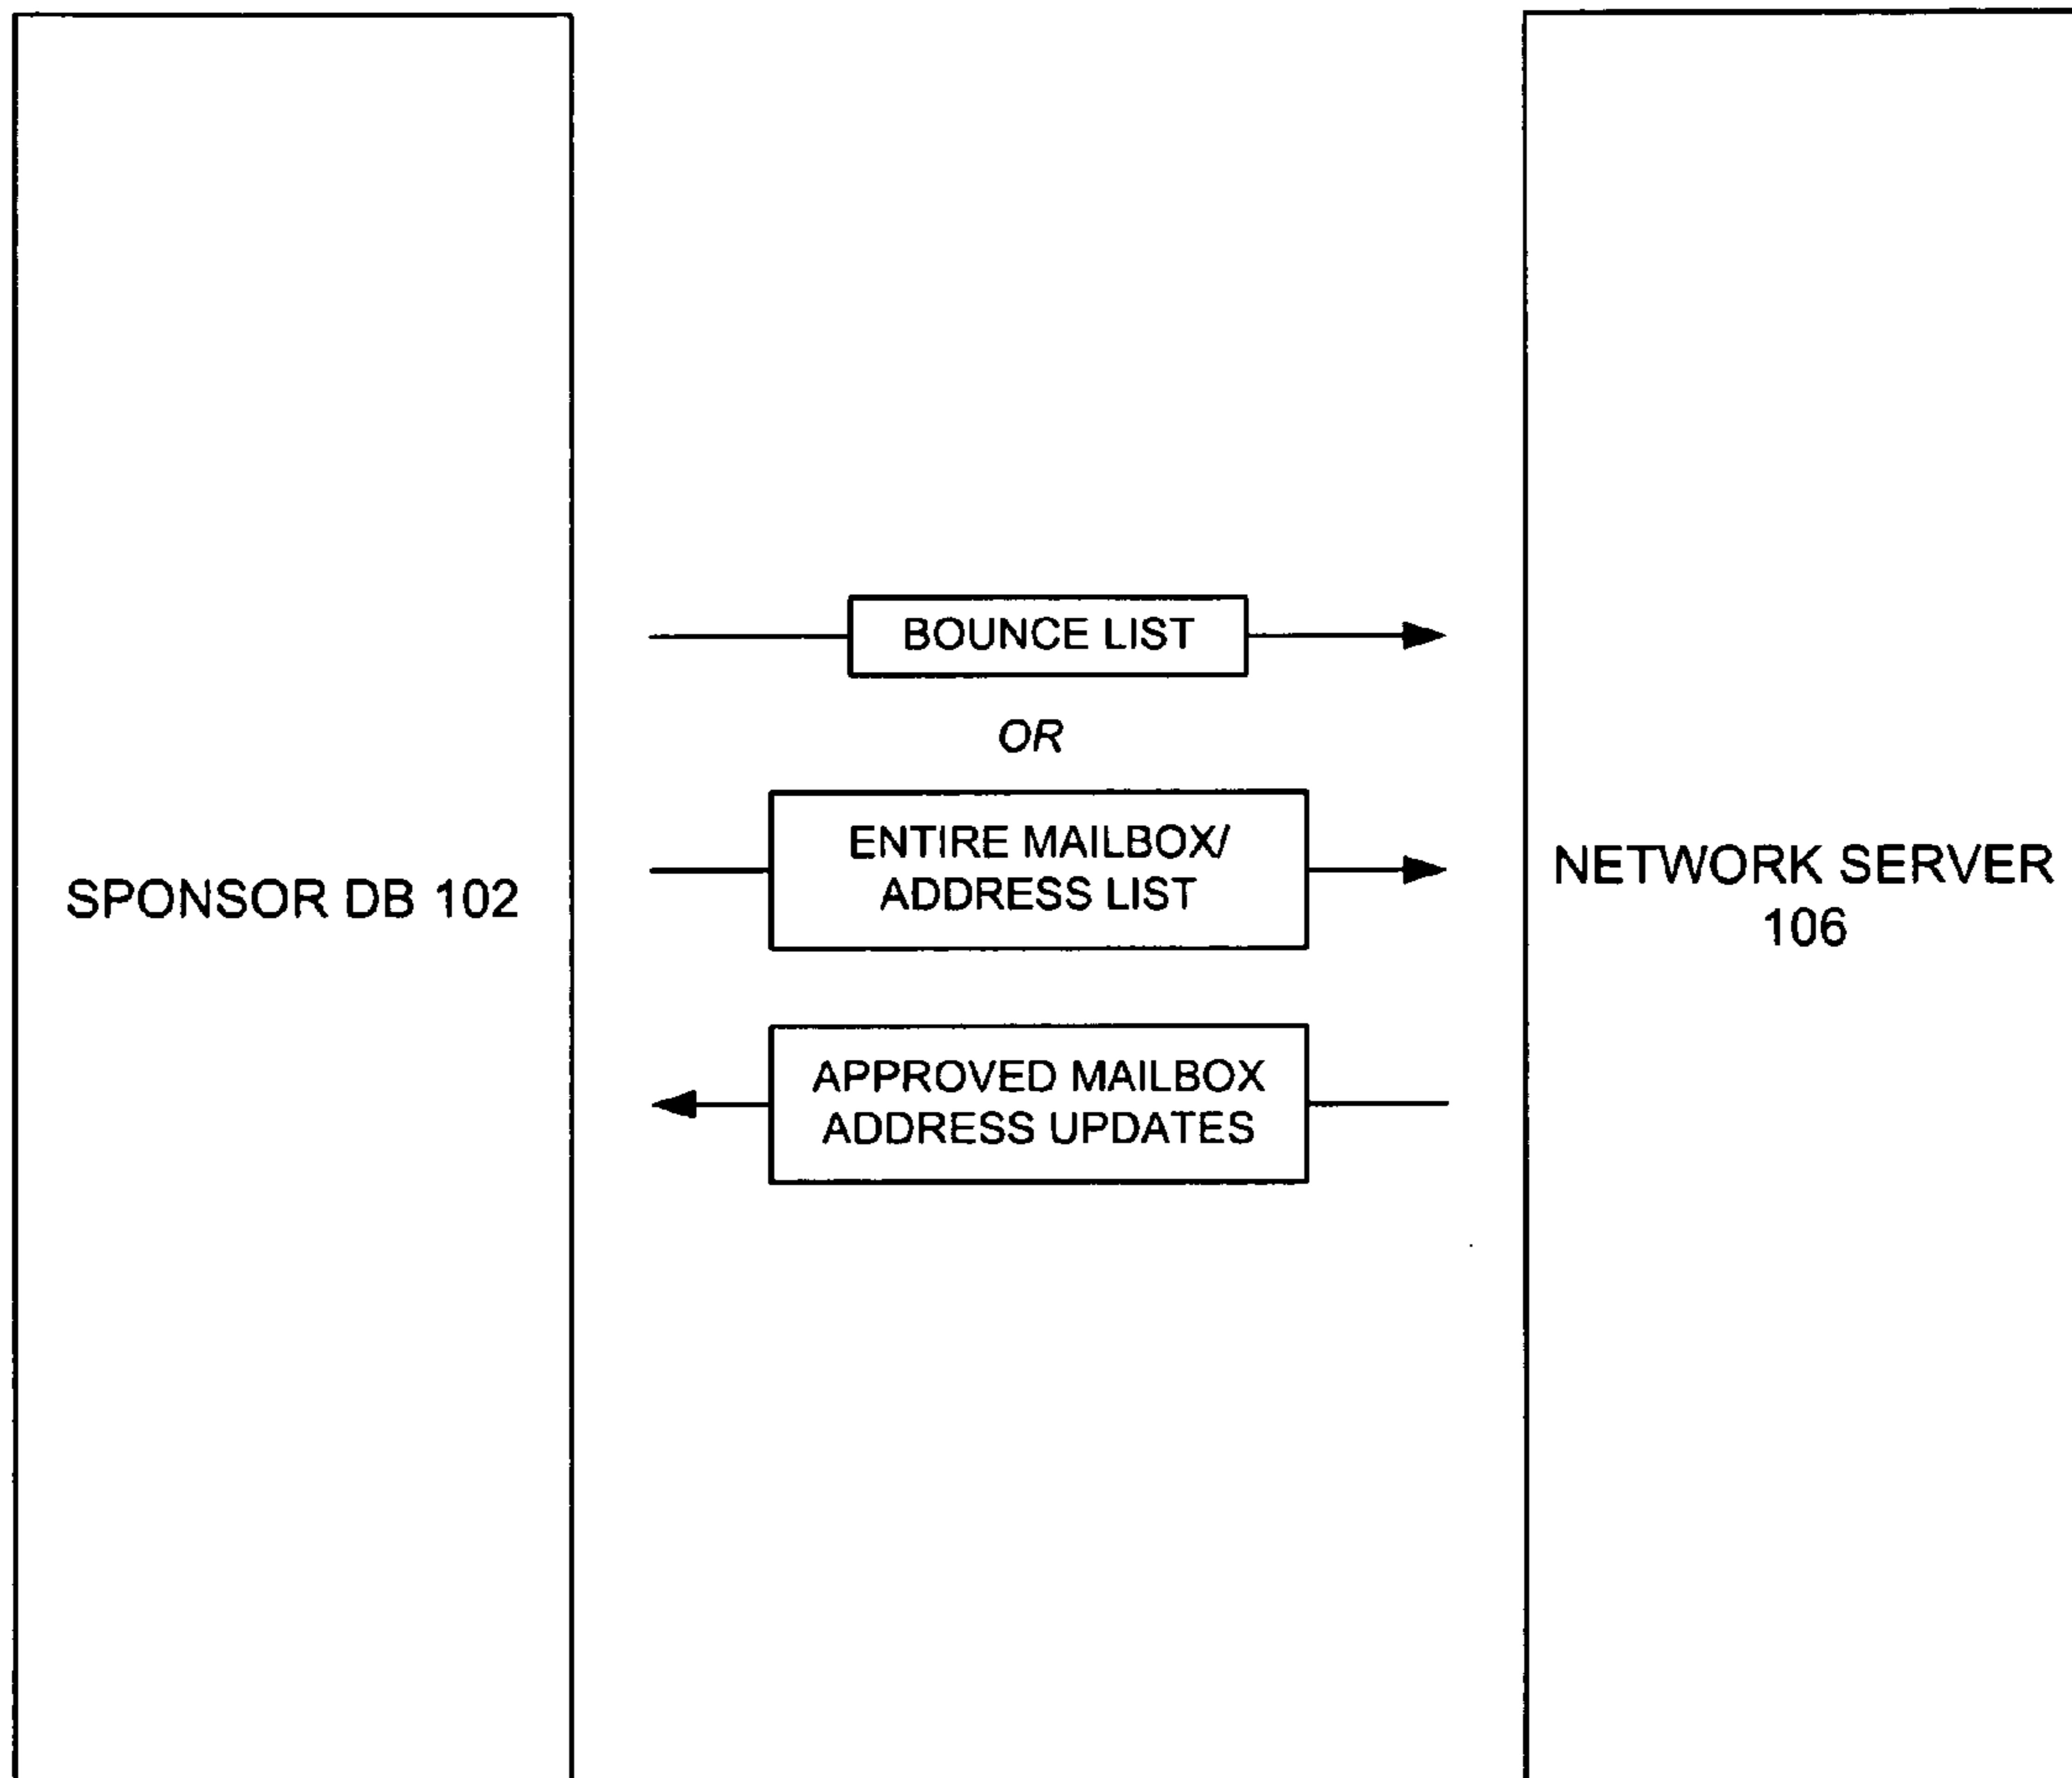 BOUNCE LIST
OR
ENTIRE MAILBOX/
ADDRESS LIST
SPONSOR DB 102
NETWORK SERVER
106
APPROVED MAILBOX
ADDRESS UPDATES